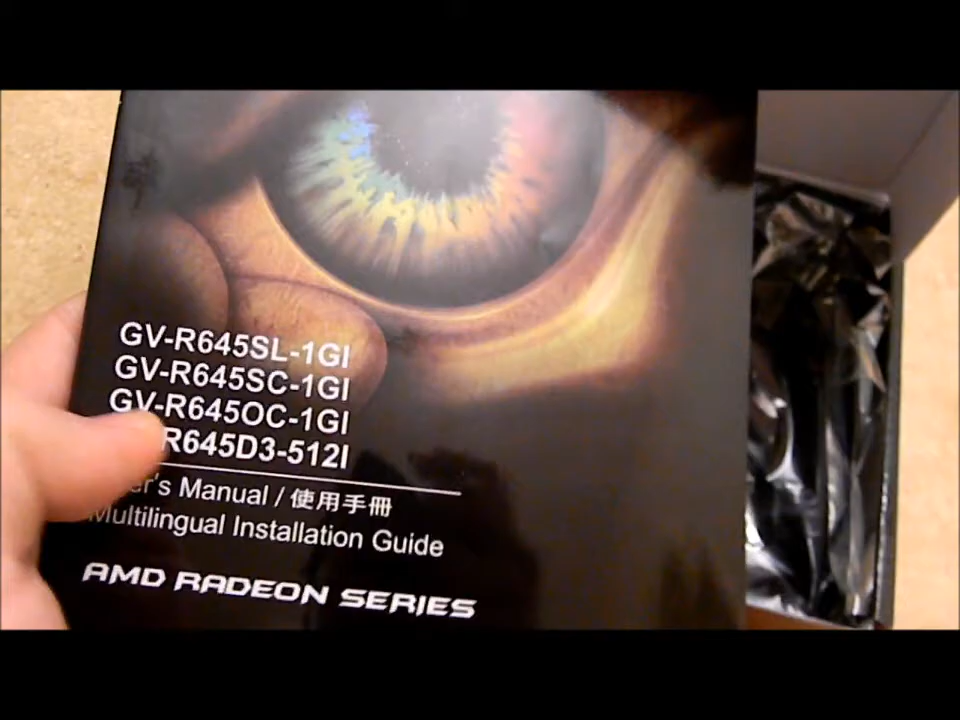 GV-R645SL-1GI
GV-R645SC-1GI
GV-R645OC-1GI
R645D3-512I
Manual / 使用手冊
Multilingual Installation Guide
AMD RADEON SERIES